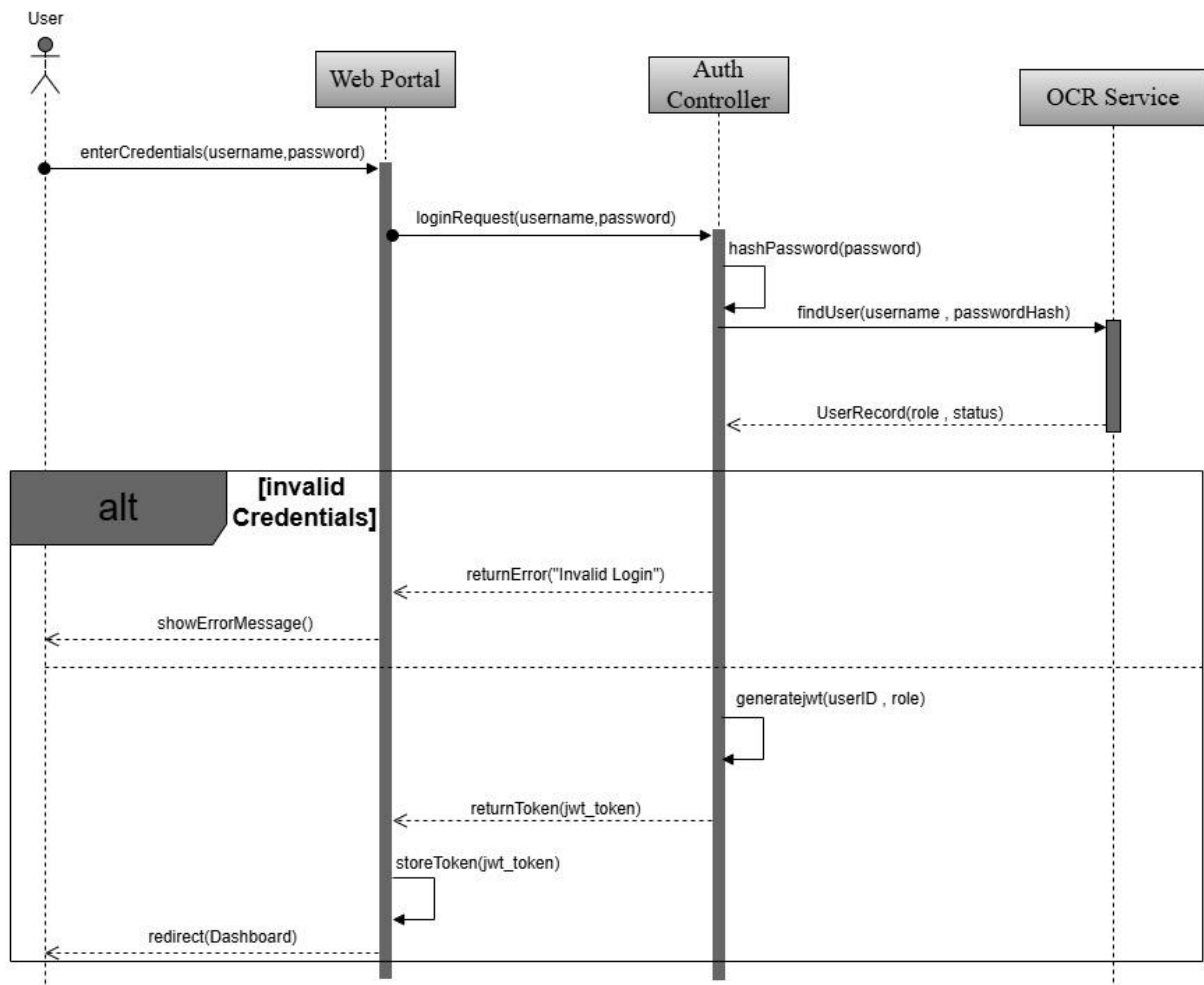 User
Web Portal
Auth
Controller
OCR Service
enterCredentials(username,password)
loginRequest(username,password)
hashPassword(password)
findUser(username , passwordHash)
UserRecord(role , status)
alt
[invalid
Credentials]
returnError("Invalid Login")
showErrorMessage()
generatejwt(userID , role)
returnToken(jwt_token)
storeToken(jwt_token)
redirect(Dashboard)